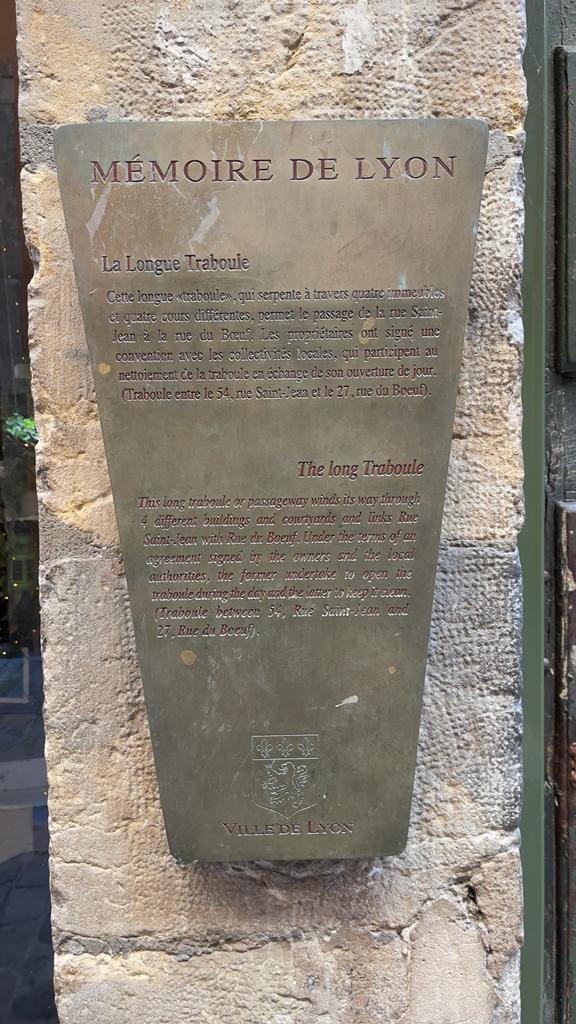 MÉMOIRE DE LYON
La Longue Traboule
Cette longue «traboule», qui serpente à travers quatre immeubles
et quatre cours différentes, permet le passage de la rue Saint-
Jean à la rue du Bœuf. Les propriétaires ont signé une
convention avec les collectivités locales, qui participent au
nettoiement de la traboule en échange de son ouverture de jour.
(Traboule entre le 54, rue Saint-Jean et le 27, rue du Boeuf).
The long Traboule
This long traboule or passageway winds its way through
4 different buildings and courtyards and links Rue
Saint-Jean with Rue du Boeuf. Under the terms of an
agreement signed by the owners and the local
authorities, the former undertake to open the
traboule during the day and the latter to keep it clean.
(Traboule between 54, Rue Saint-Jean and
27, Rue du Boeuf).
VILLE DE LYON